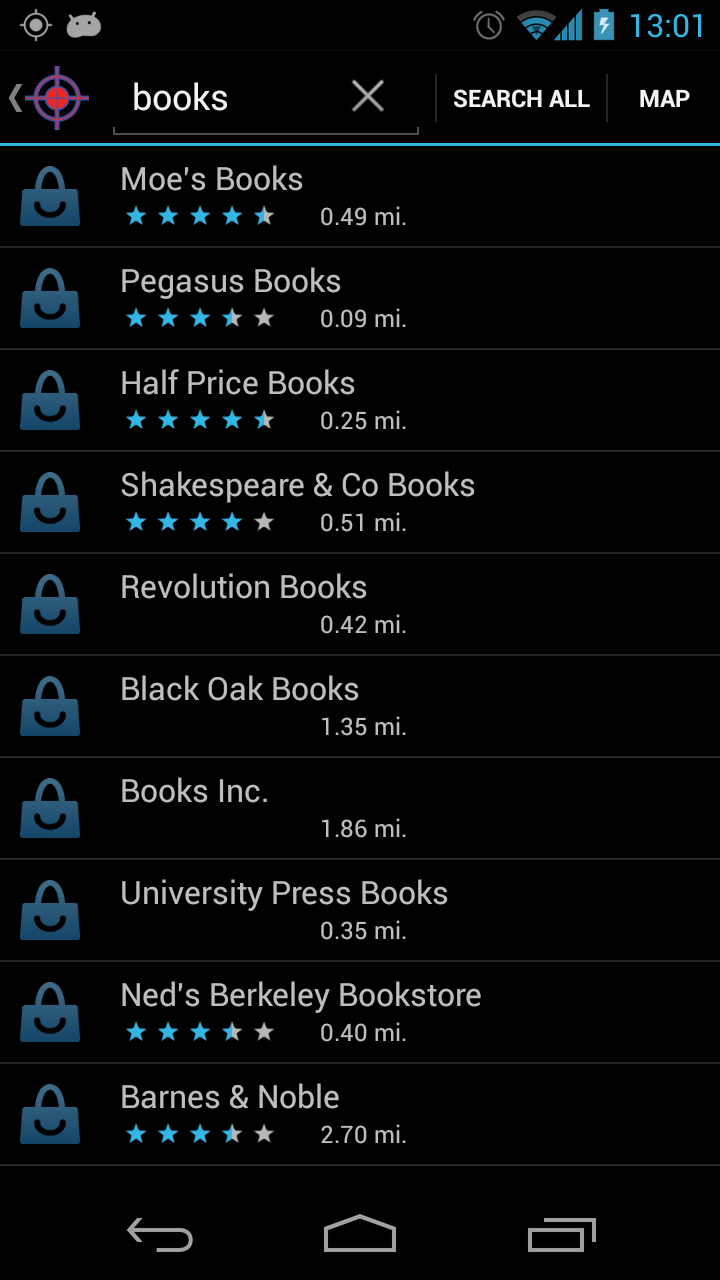 13:01
books SEARCH ALL MAP
Moe's Books
0.49 mi.
Pegasus Books
0.09 mi.
Half Price Books
0.25 mi.
Shakespeare & Co Books
0.51 mi.
Revolution Books
0.42 mi.
Black Oak Books
1.35 mi.
Books Inc.
1.86 mi.
University Press Books
0.35 mi.
Ned's Berkeley Bookstore
0.40 mi.
Barnes & Noble
2.70 mi.